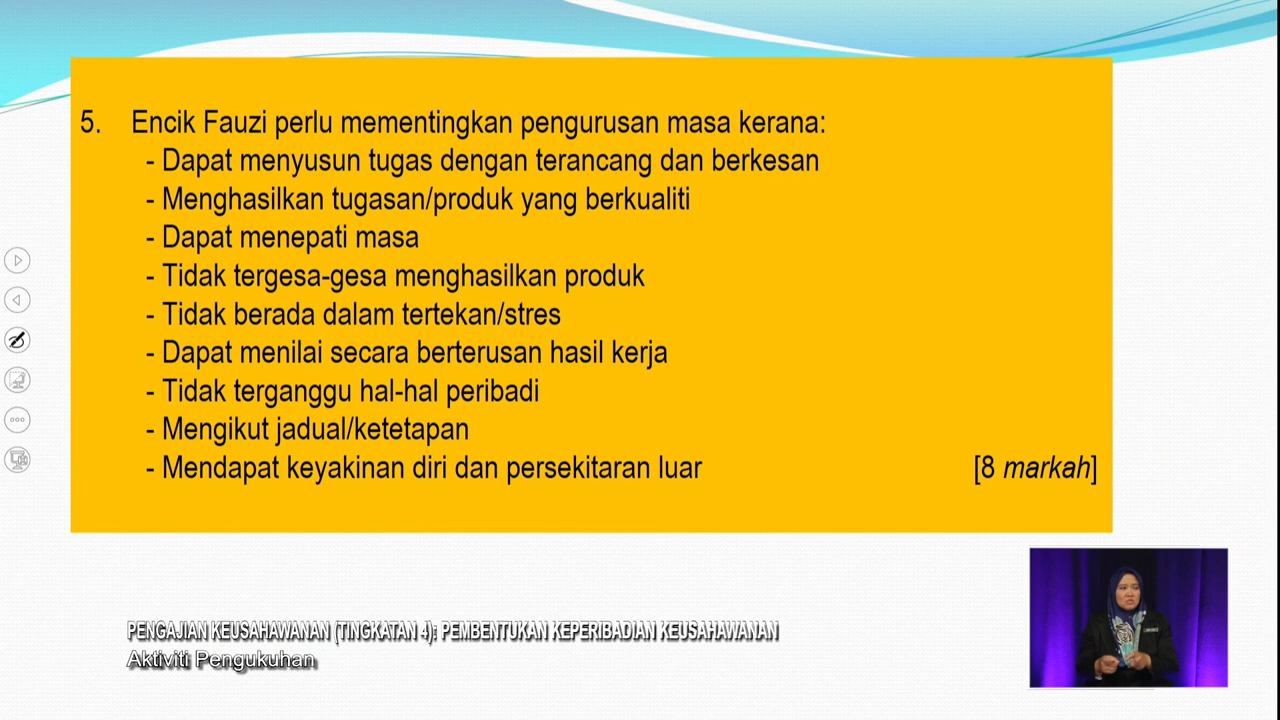 5. Encik Fauzi perlu mementingkan pengurusan masa kerana:
- Dapat menyusun tugas dengan terancang dan berkesan
- Menghasilkan tugasan/produk yang berkualiti
- Dapat menepati masa
- Tidak tergesa-gesa menghasilkan produk
- Tidak berada dalam tertekan/stres
- Dapat menilai secara berterusan hasil kerja
- Tidak terganggu hal-hal peribadi
- Mengikut jadual/ketetapan
- Mendapat keyakinan diri dan persekitaran luar [8 markah]
PENGAJIAN KEUSAHAWANAN (TINGKATAN 4): PEMBENTUKAN KEPERIBADIAN KEUSAHAWANAN
Aktiviti Pengukuhan